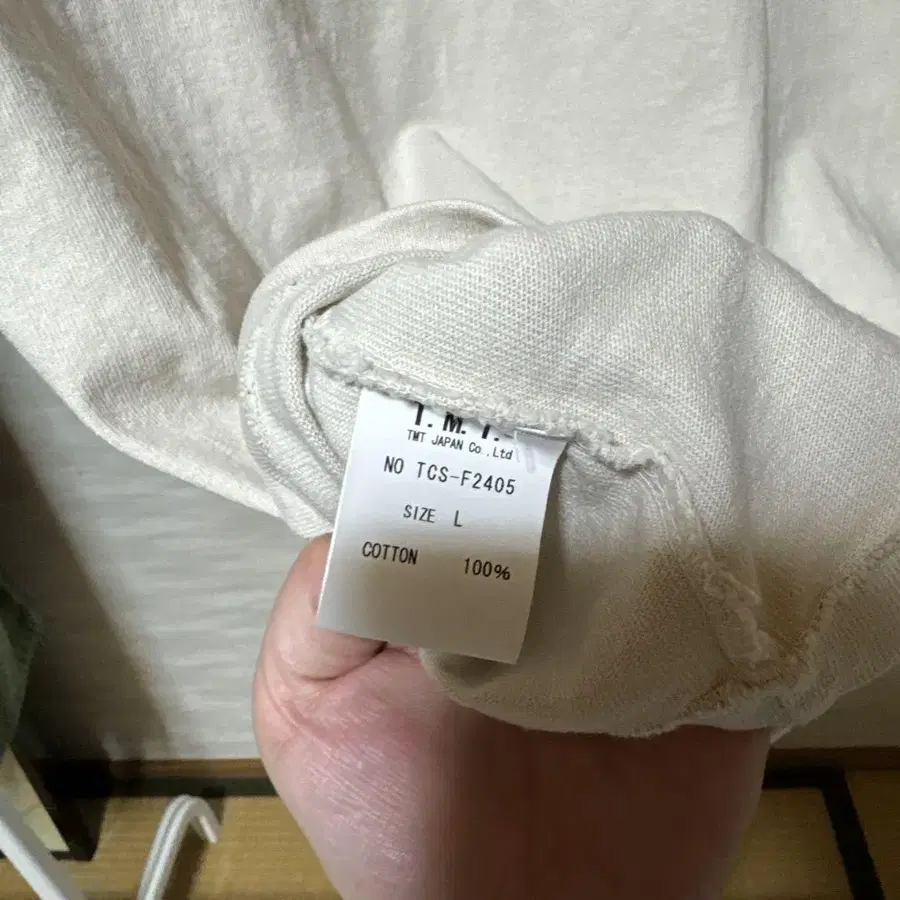 T. M. T.
TMT JAPAN Co.,Ltd
NO TCS-F2405
SIZE L
COTTON 100%